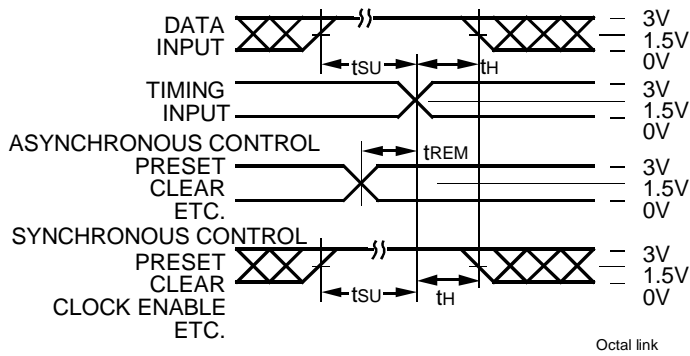 DATA
INPUT
tSU
tH
3V
1.5V
0V
TIMING
INPUT
3V
1.5V
0V
ASYNCHRONOUS CONTROL
PRESET
CLEAR
ETC.
tREM
3V
1.5V
0V
SYNCHRONOUS CONTROL
PRESET
CLEAR
CLOCK ENABLE
ETC.
tSU
tH
3V
1.5V
0V
Octal link